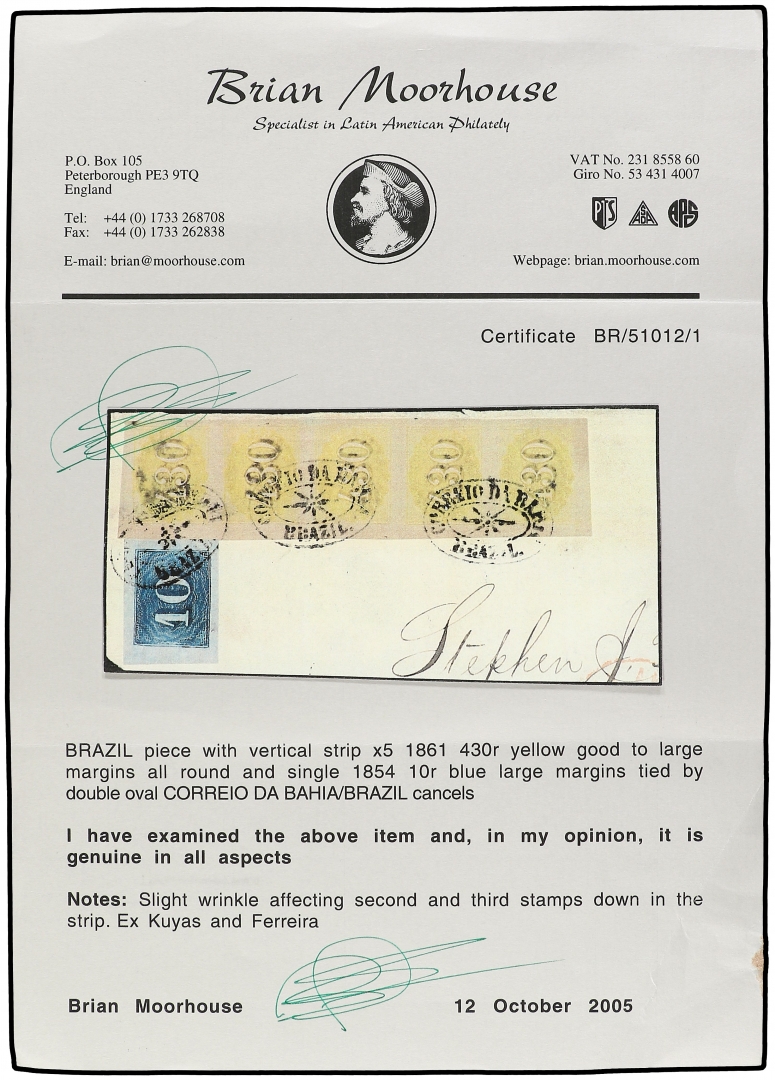 Brian Moorhouse
Specialist in Latin American Philately
P.O. Box 105
Peterborough PE3 9TQ
England
Tel: +44 (0) 1733 268708
Fax: +44 (0) 1733 262838
E-mail: brian@moorhouse.com
VAT No. 231 8558 60
Giro No. 53 431 4007
PTS ASDA APS
Webpage: brian.moorhouse.com
Certificate BR/51012/1
430 430 430 430 430
CORREIO DA BAHIA
BRAZIL.
CORREIO DA BAHIA
BRAZIL.
BRAZIL
10
Stephen
BRAZIL piece with vertical strip x5 1861 430r yellow good to large
margins all round and single 1854 10r blue large margins tied by
double oval CORREIO DA BAHIA/BRAZIL cancels
I have examined the above item and, in my opinion, it is
genuine in all aspects
Notes: Slight wrinkle affecting second and third stamps down in the
strip. Ex Kuyas and Ferreira
Brian Moorhouse
12 October 2005